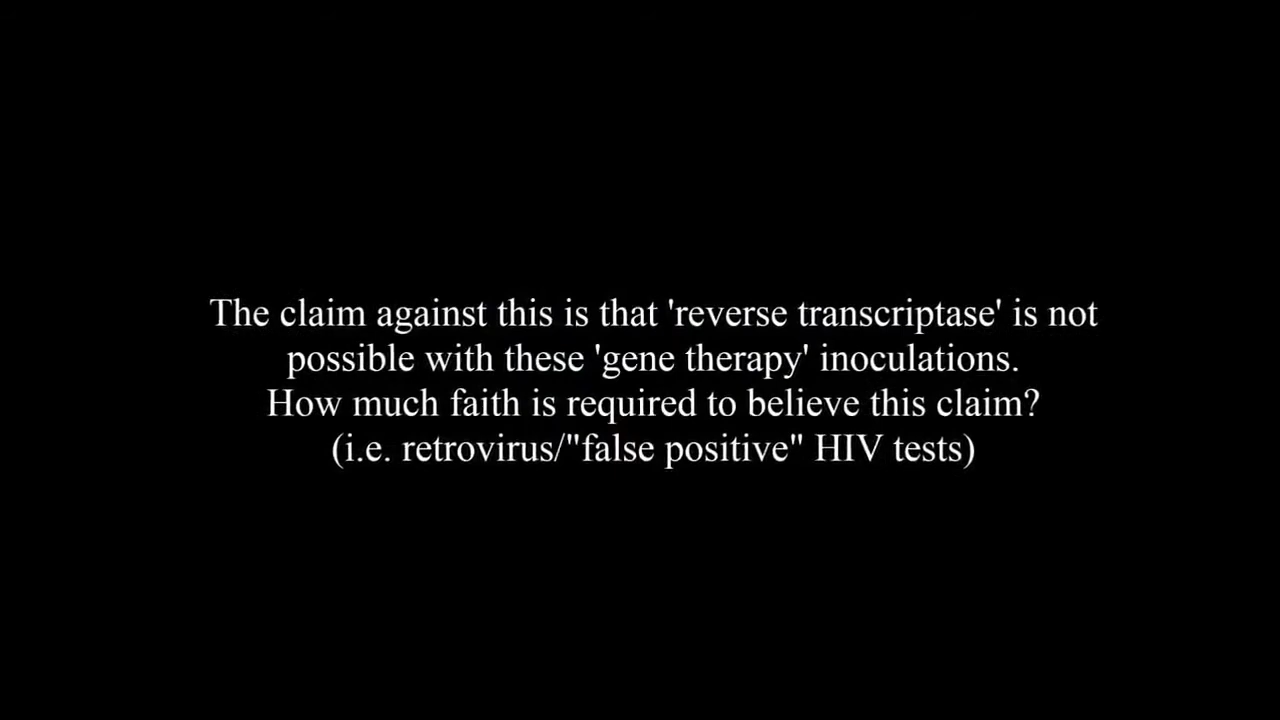 The claim against this is that 'reverse transcriptase' is not
possible with these 'gene therapy' inoculations.
How much faith is required to believe this claim?
(i.e. retrovirus/"false positive" HIV tests)